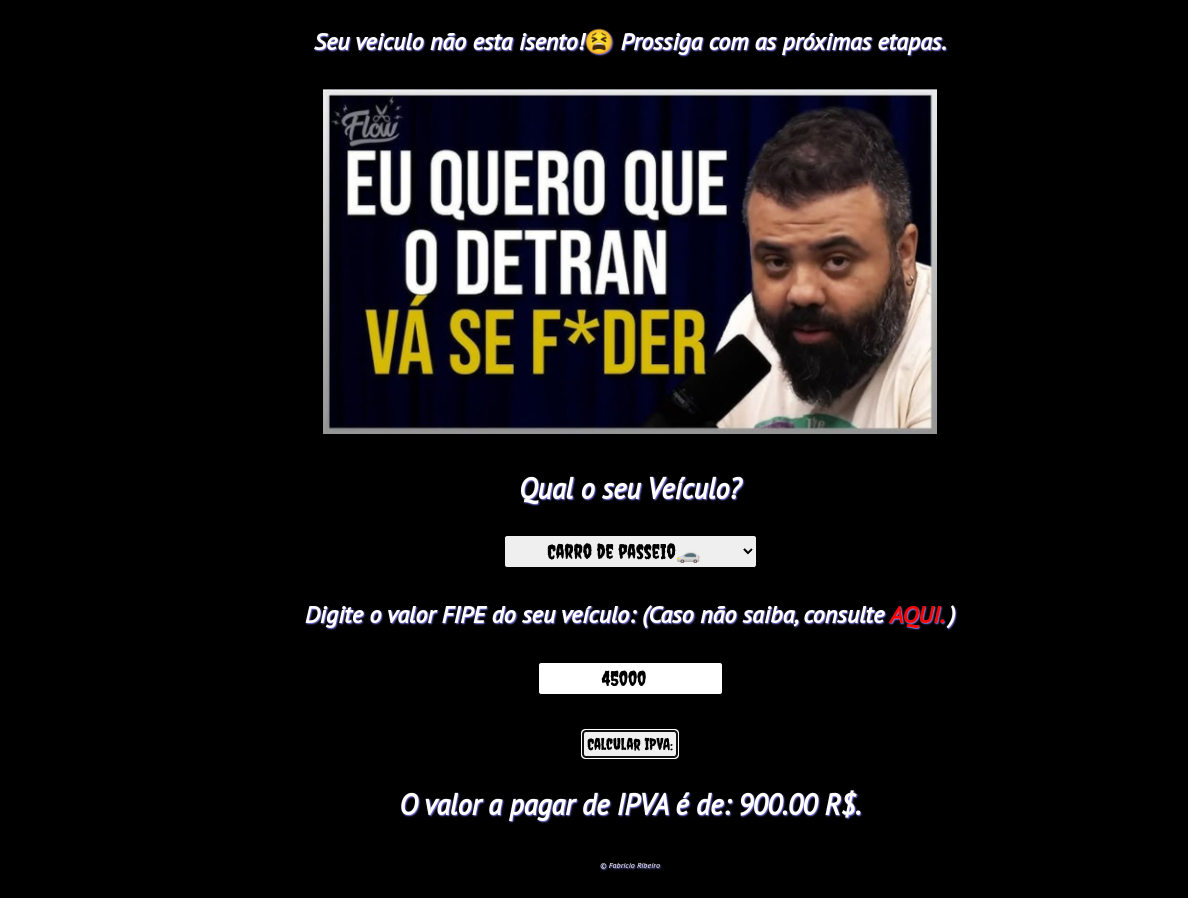 Seu veiculo não esta isento!😫 Prossiga com as próximas etapas.
Flow
EU QUERO QUE
O DETRAN
VÁ SE F*DER
Qual o seu Veículo?
CARRO DE PASSEIO🚗
Digite o valor FIPE do seu veículo: (Caso não saiba, consulte AQUI.)
45000
CALCULAR IPVA:
O valor a pagar de IPVA é de: 900.00 R$.
© Fabricio Ribeiro